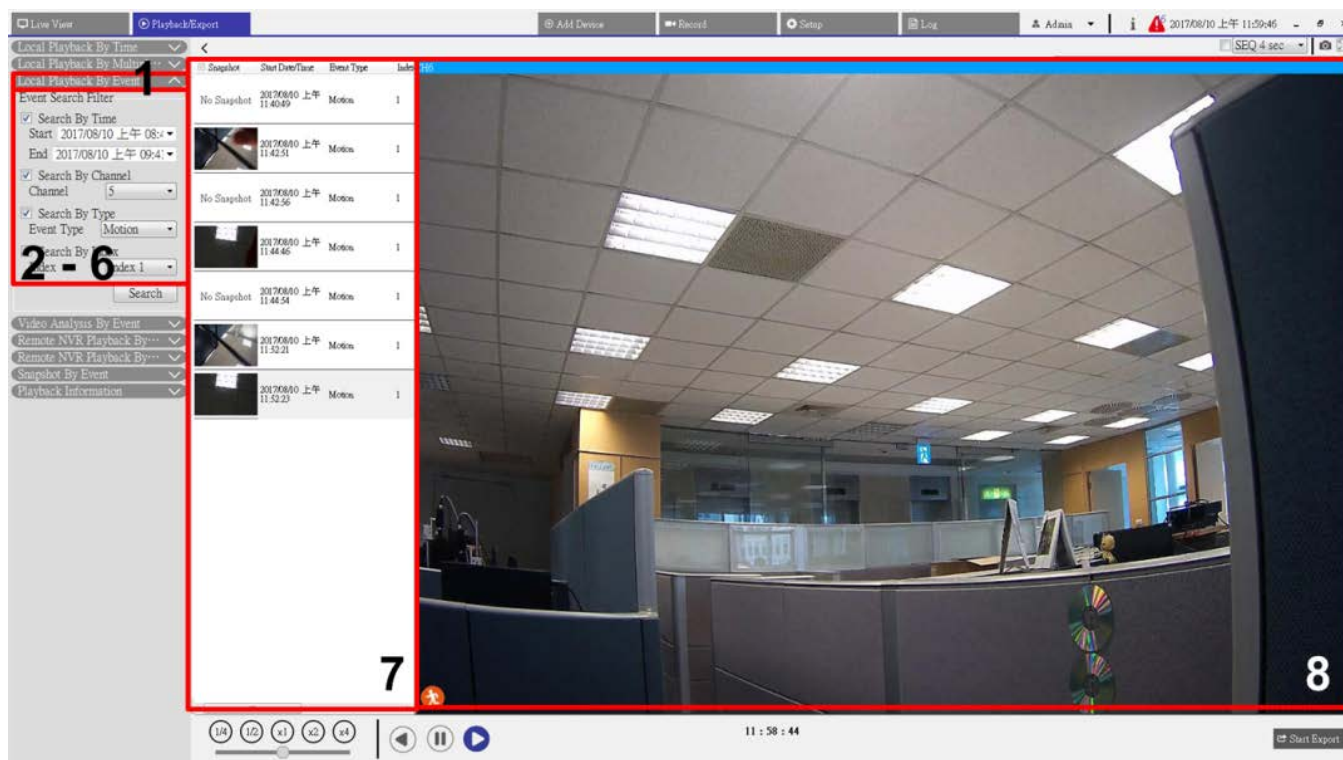 Live View
Playback/Export
Add Device
Record
Setup
Log
Admin
i
2017/08/10 上午 11:59:46
Local Playback By Time
SEQ 4 sec
Local Playback By Multi⋯
Local Playback By Event
1
Event Search Filter
Search By Time
Start 2017/08/10 上午 08:4
End 2017/08/10 上午 09:4
Search By Channel
Channel 5
Search By Type
Event Type Motion
Search By
2 - 6
Search
Video Analysis By Event
Remote NVR Playback By⋯
Remote NVR Playback By⋯
Snapshot By Event
Playback Information
Snapshot Start Date/Time Event Type Index
No Snapshot 2017/08/10 上午 11:40:49 Motion 1
2017/08/10 上午 11:42:51 Motion 1
No Snapshot 2017/08/10 上午 11:42:56 Motion 1
2017/08/10 上午 11:44:46 Motion 1
No Snapshot 2017/08/10 上午 11:44:54 Motion 1
2017/08/10 上午 11:52:21 Motion 1
2017/08/10 上午 11:52:23 Motion 1
7
8
1/4 1/2 x1 x2 x4
11 : 58 : 44
Start Export